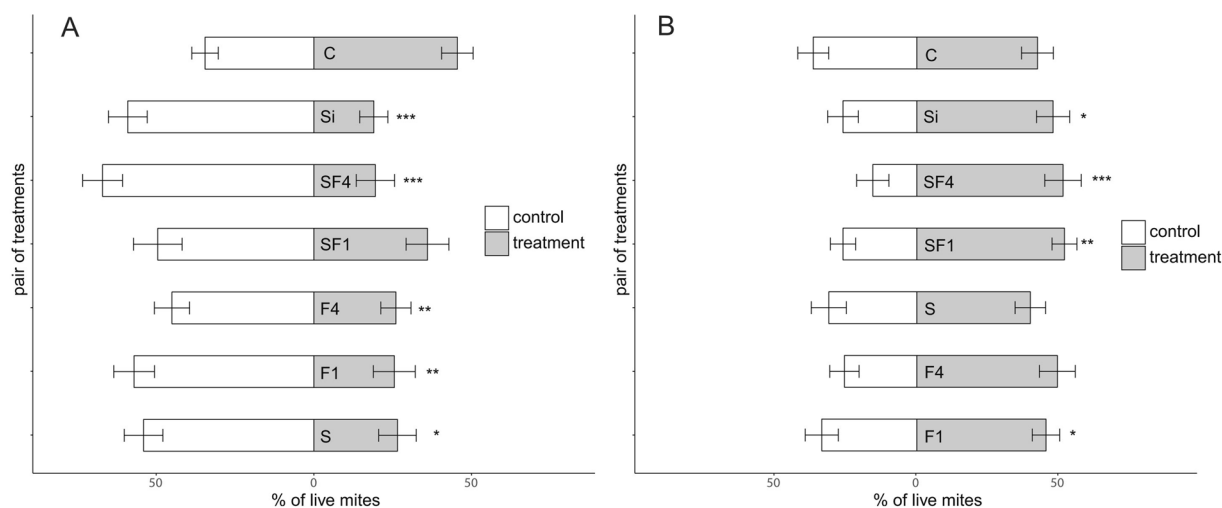 A
pair of treatments
C
Si ***
SF4 ***
SF1
F4 **
F1 **
S *
control
treatment
50 0 50
% of live mites
B
pair of treatments
C
Si *
SF4 ***
SF1 **
S
F4
F1 *
control
treatment
50 0 50
% of live mites